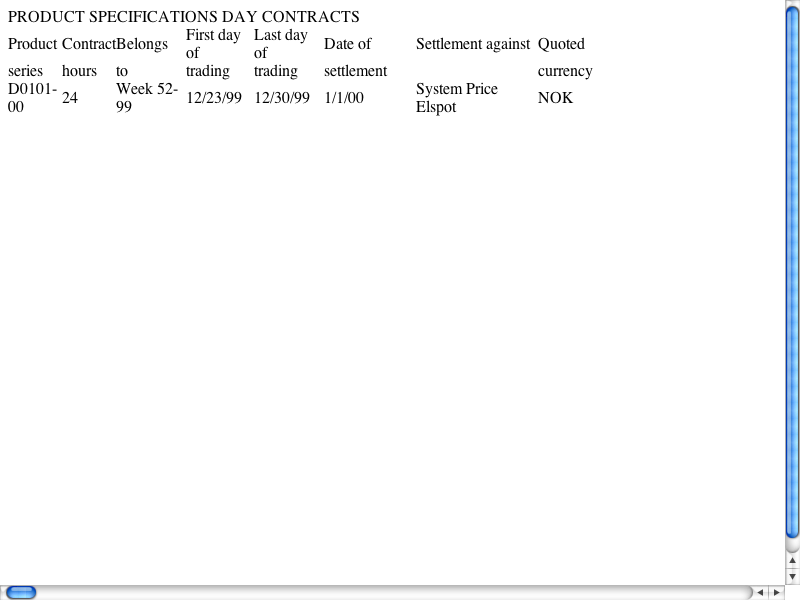 PRODUCT SPECIFICATIONS DAY CONTRACTS
Product Contract Belongs First day of Last day of Date of Settlement against Quoted
series hours to trading trading settlement currency
D0101-00 24 Week 52-99 12/23/99 12/30/99 1/1/00 System Price Elspot NOK